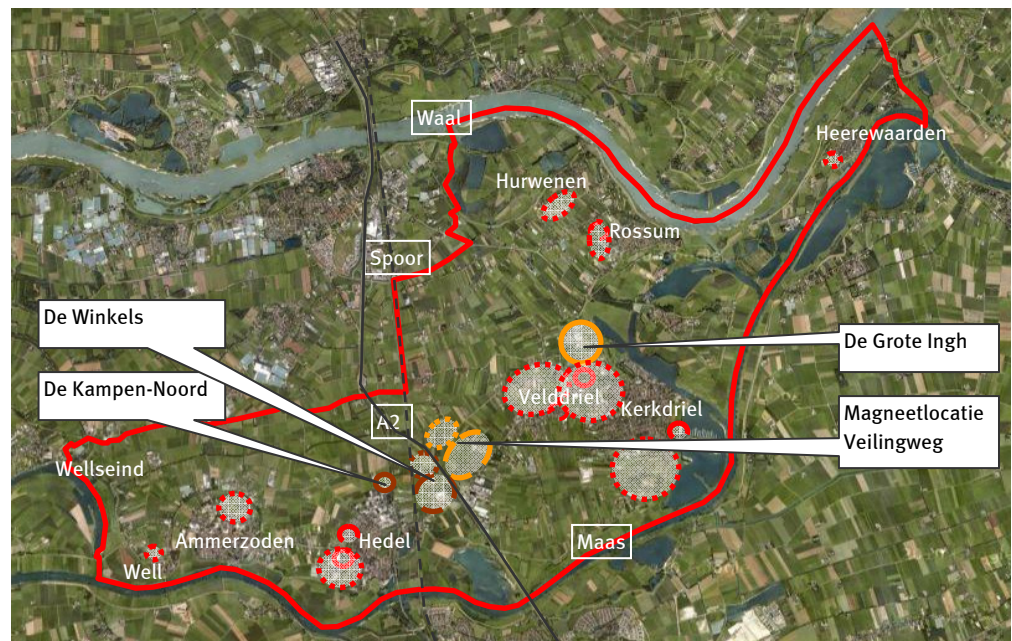 Waal
Heerewaarden
Hurwenen
Rossum
Spoor
De Winkels
De Grote Ingh
De Kampen-Noord
Velddriel
Kerkdriel
A2
Magneetlocatie
Veilingweg
Wellseind
Ammerzoden
Hedel
Maas
Well